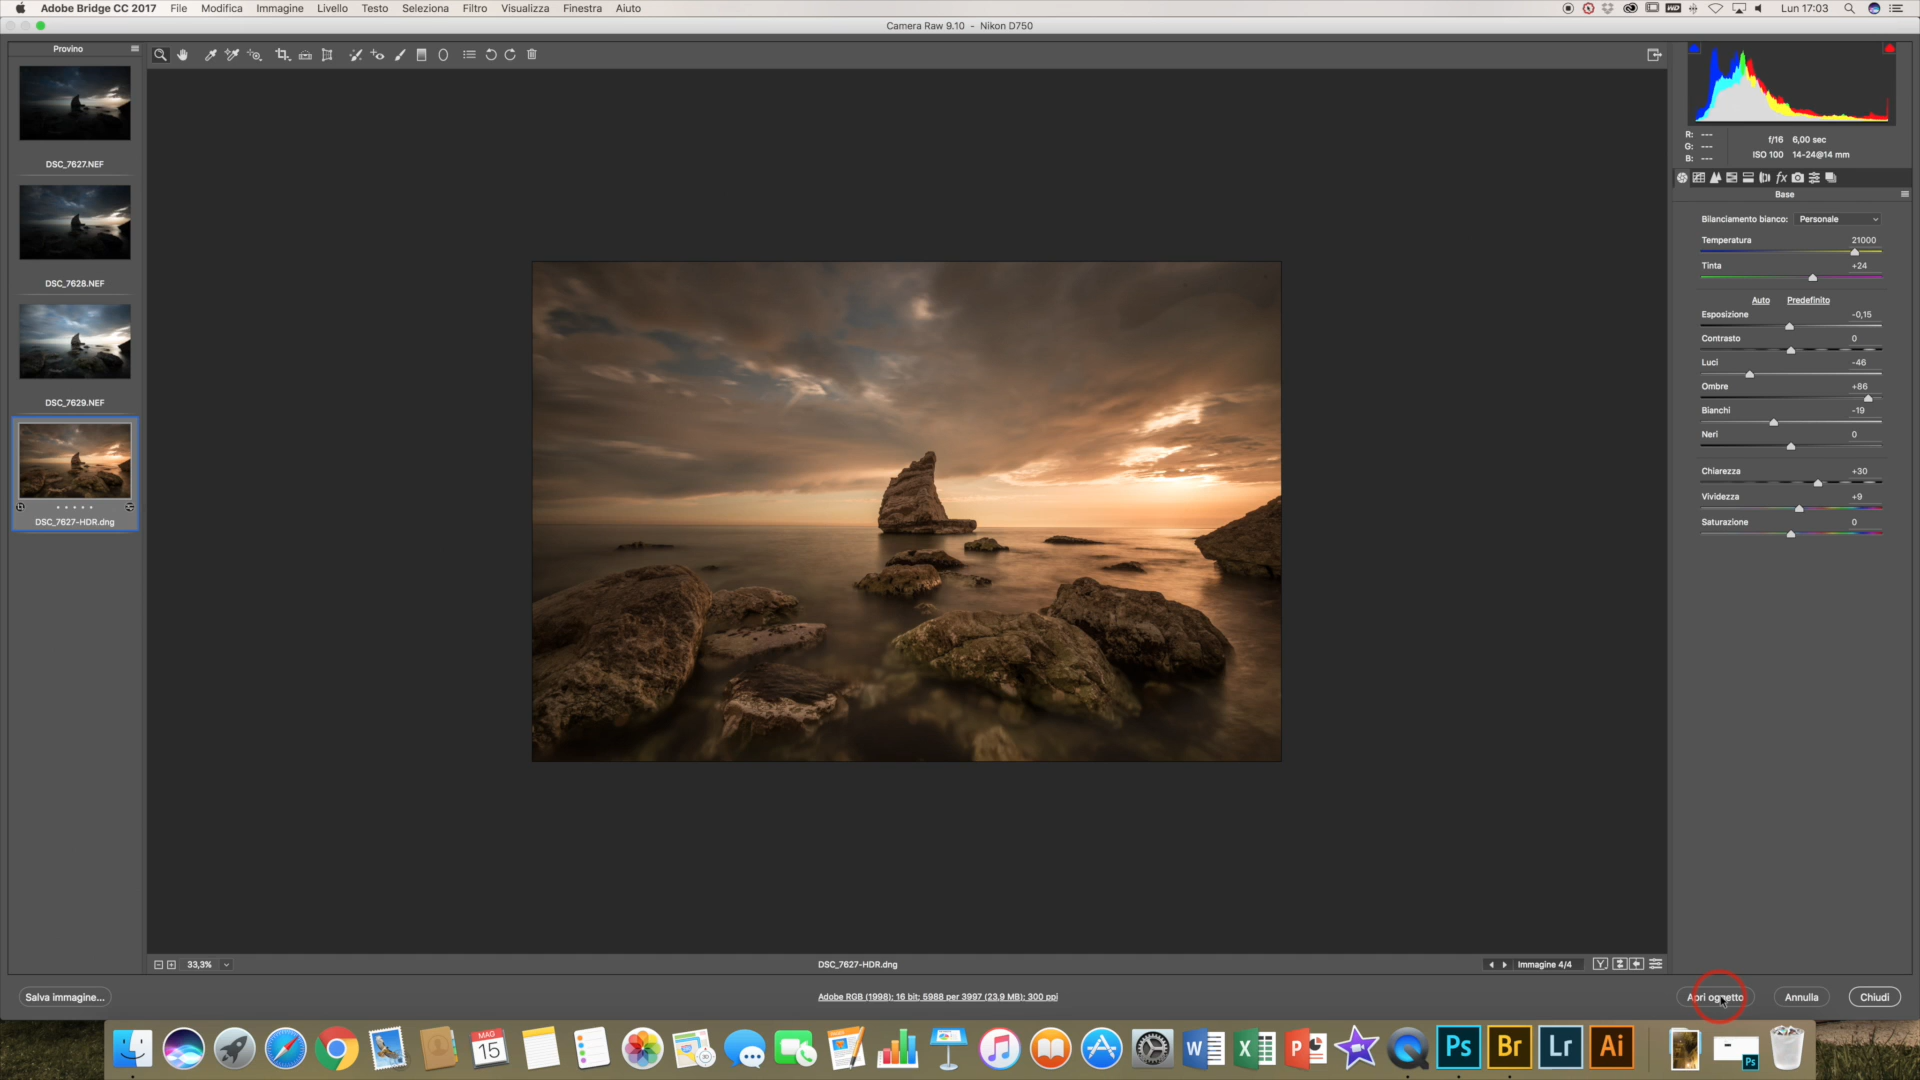 Adobe Bridge CC 2017 File Modifica Immagine Livello Testo Seleziona Filtro Visualizza Finestra Aiuto Lun 17:03
Camera Raw 9.10 - Nikon D750
Provino
DSC_7627.NEF
DSC_7628.NEF
DSC_7629.NEF
DSC_7627-HDR.dng
R: ---
G: ---
B: ---
f/16 6,00 sec
ISO 100 14-24@14 mm
fx
Base
Bilanciamento bianco: Personale
Temperatura 21000
Tinta +24
Auto Predefinito
Esposizione -0,15
Contrasto 0
Luci -46
Ombre +86
Bianchi -19
Neri 0
Chiarezza +30
Vividezza +9
Saturazione 0
33,3%
DSC_7627-HDR.dng
Immagine 4/4
Y
Salva immagine...
Adobe RGB (1998); 16 bit; 5988 per 3997 (23,9 MB); 300 ppi
Apri oggetto Annulla Chiudi
MAG
15
W X P Ps Br Lr Ai
Ps